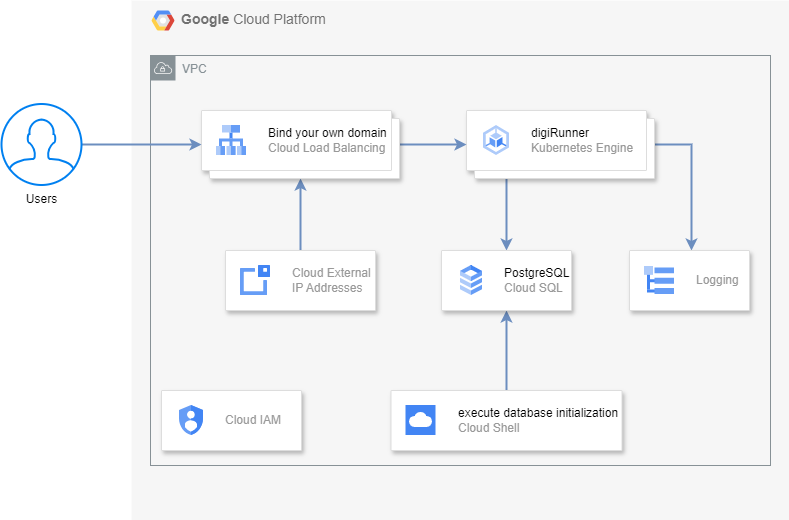 Google Cloud Platform
VPC
Users
Bind your own domain
Cloud Load Balancing
digiRunner
Kubernetes Engine
Cloud External
IP Addresses
PostgreSQL
Cloud SQL
Logging
Cloud IAM
execute database initialization
Cloud Shell